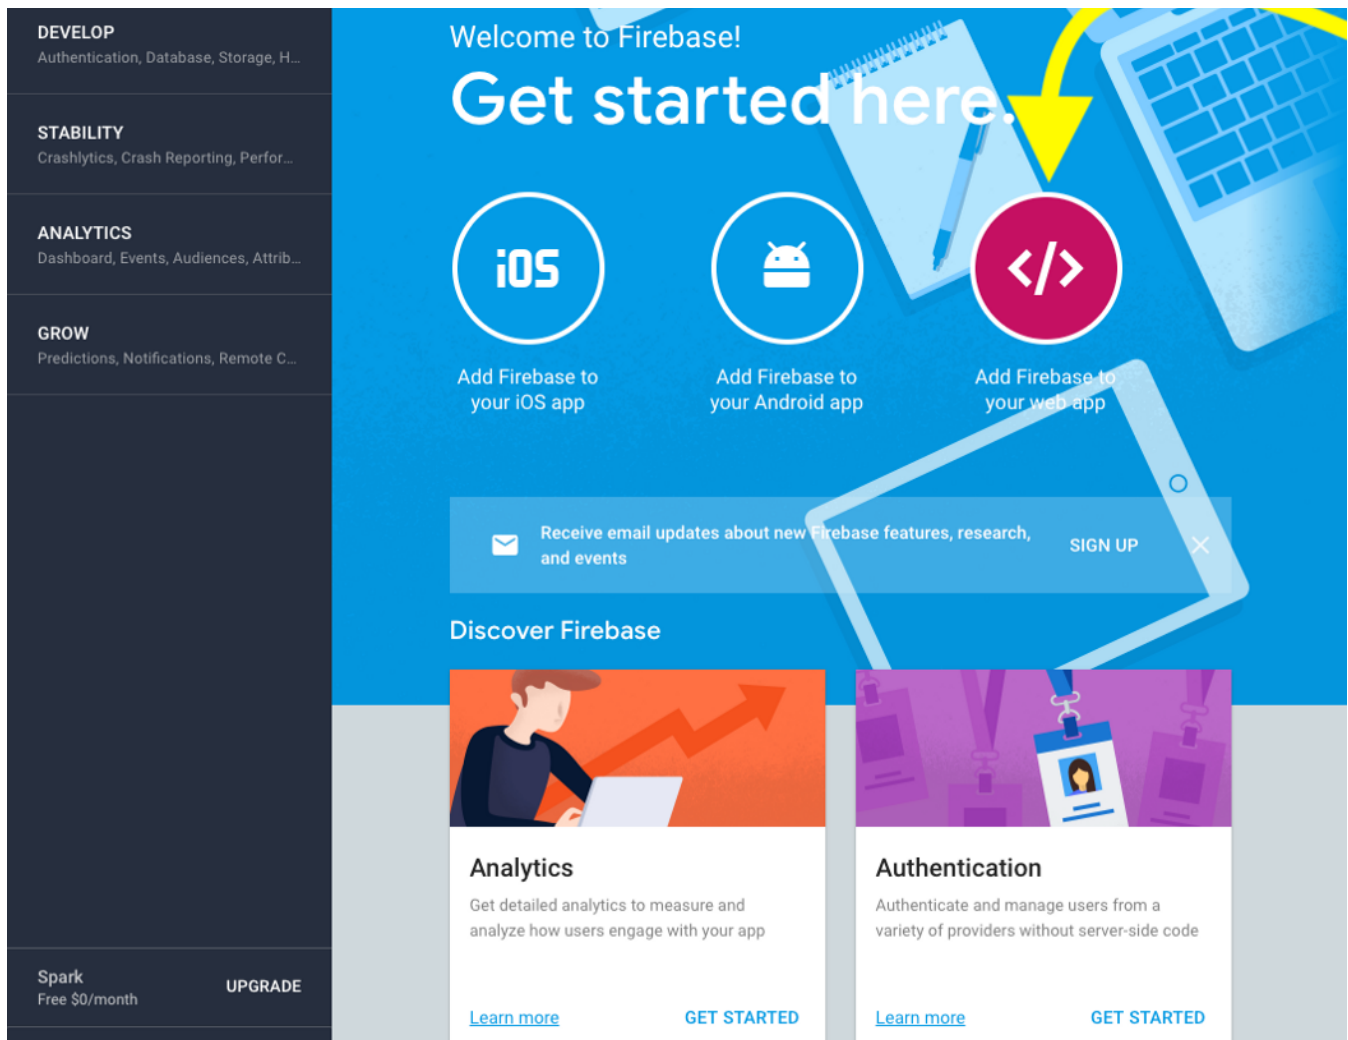 DEVELOP
Authentication, Database, Storage, H...
STABILITY
Crashlytics, Crash Reporting, Perfor...
ANALYTICS
Dashboard, Events, Audiences, Attrib...
GROW
Predictions, Notifications, Remote C...
Spark
Free $0/month
UPGRADE
Welcome to Firebase!
Get started here.
iOS
</>
Add Firebase to
your iOS app
Add Firebase to
your Android app
Add Firebase to
your web app
Receive email updates about new Firebase features, research,
and events
SIGN UP
Discover Firebase
Analytics
Get detailed analytics to measure and
analyze how users engage with your app
Learn more
GET STARTED
Authentication
Authenticate and manage users from a
variety of providers without server-side code
Learn more
GET STARTED